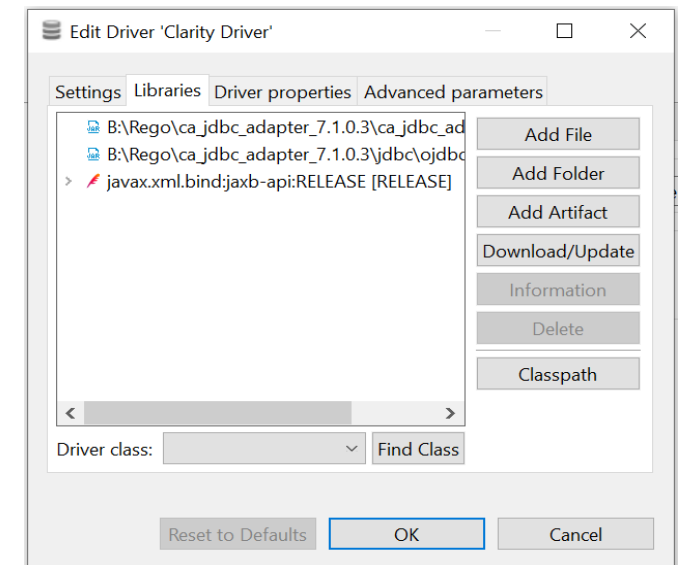 Edit Driver 'Clarity Driver'
Settings Libraries Driver properties Advanced parameters
B:\Rego\ca_jdbc_adapter_7.1.0.3\ca_jdbc_ad
B:\Rego\ca_jdbc_adapter_7.1.0.3\jdbc\ojdbc
javax.xml.bind:jaxb-api:RELEASE [RELEASE]
Add File
Add Folder
Add Artifact
Download/Update
Information
Delete
Classpath
Driver class:
Find Class
Reset to Defaults
OK
Cancel